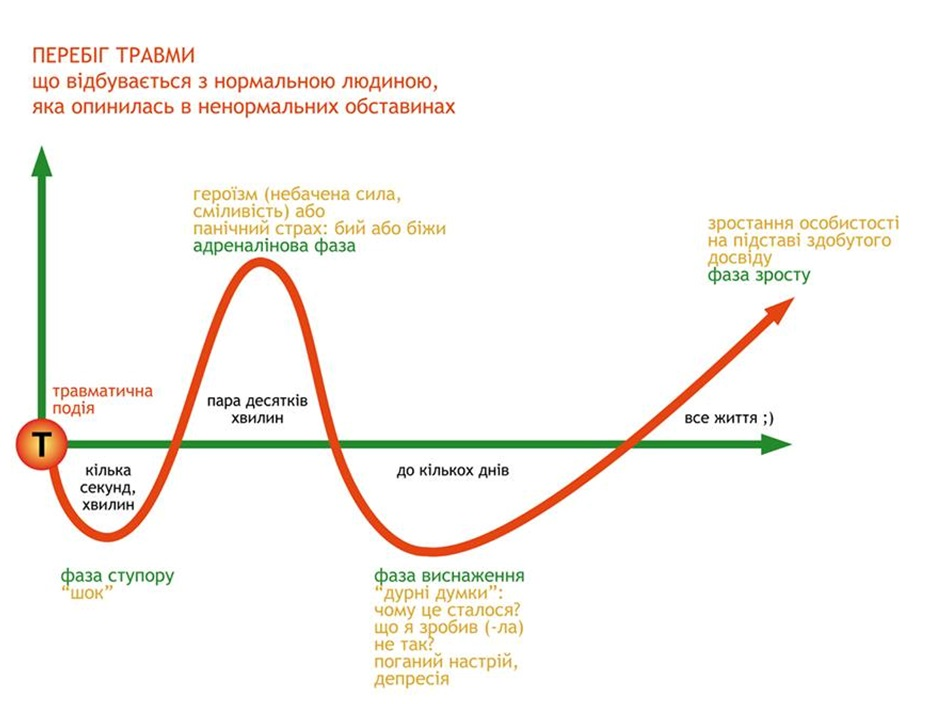 ПЕРЕБІГ ТРАВМИ
що відбувається з нормальною людиною,
яка опинилась в ненормальних обставинах
героїзм (небачена сила,
сміливість) або
панічний страх: бий або біжи
адреналінова фаза
зростання особистості
на підставі здобутого
досвіду
фаза зросту
травматична
подія
Т
пара десятків
хвилин
все життя ;)
кілька
секунд,
хвилин
до кількох днів
фаза ступору
“шок”
фаза виснаження
“дурні думки”:
чому це сталося?
що я зробив (-ла)
не так?
поганий настрій,
депресія